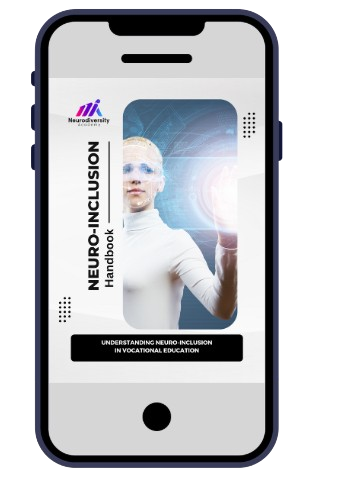 Neurodiversity
ACADEMY
NEURO-INCLUSION
Handbook
UNDERSTANDING NEURO-INCLUSION
IN VOCATIONAL EDUCATION